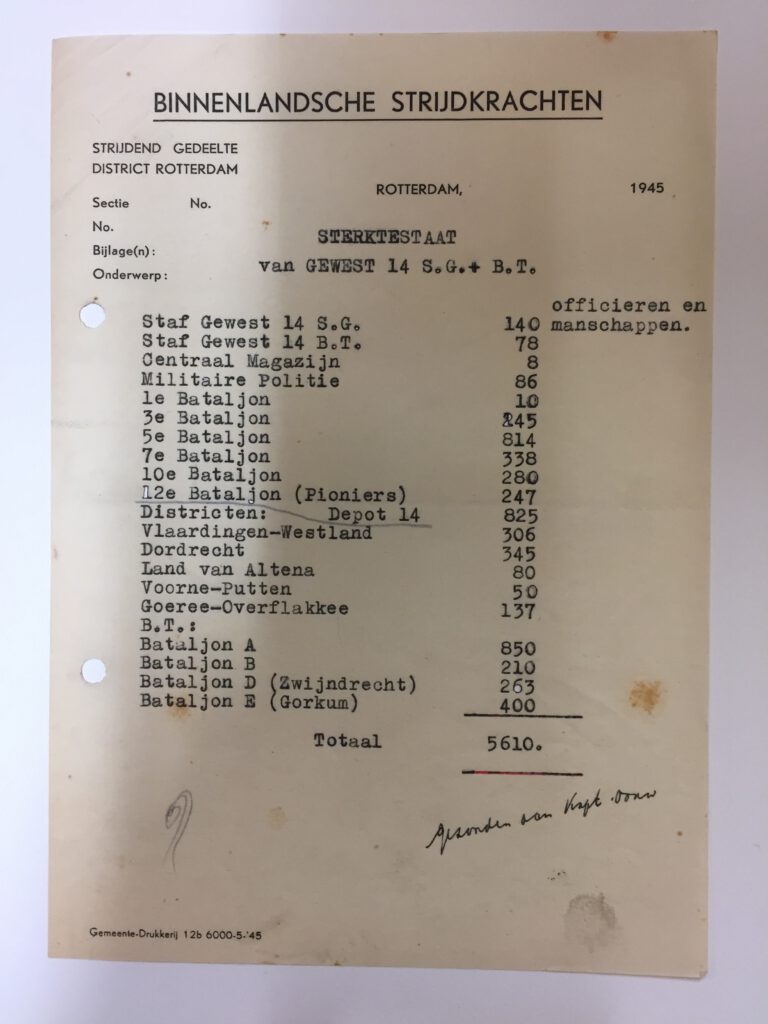 BINNENLANDSCHE STRIJDKRACHTEN
STRIJDEND GEDEELTE
DISTRICT ROTTERDAM
ROTTERDAM, 1945
Sectie No.
No.
Bijlage(n):
Onderwerp:
STERKTESTAAT
van GEWEST 14 S.G.+ B.T.
officieren en
Staf Gewest 14 S.G. 140 manschappen.
Staf Gewest 14 B.T. 78
Centraal Magazijn 8
Militaire Politie 86
1e Bataljon 10
3e Bataljon 245
5e Bataljon 814
7e Bataljon 338
10e Bataljon 280
12e Bataljon (Pioniers) 247
Districten: Depot 14 825
Vlaardingen-Westland 306
Dordrecht 345
Land van Altena 80
Voorne-Putten 50
Goeree-Overflakkee 137
B.T.:
Bataljon A 850
Bataljon B 210
Bataljon D (Zwijndrecht) 263
Bataljon E (Gorkum) 400
Totaal 5610.
Gezonden aan Kapt. Douw
Gemeente-Drukkerij 12b 6000-5-'45